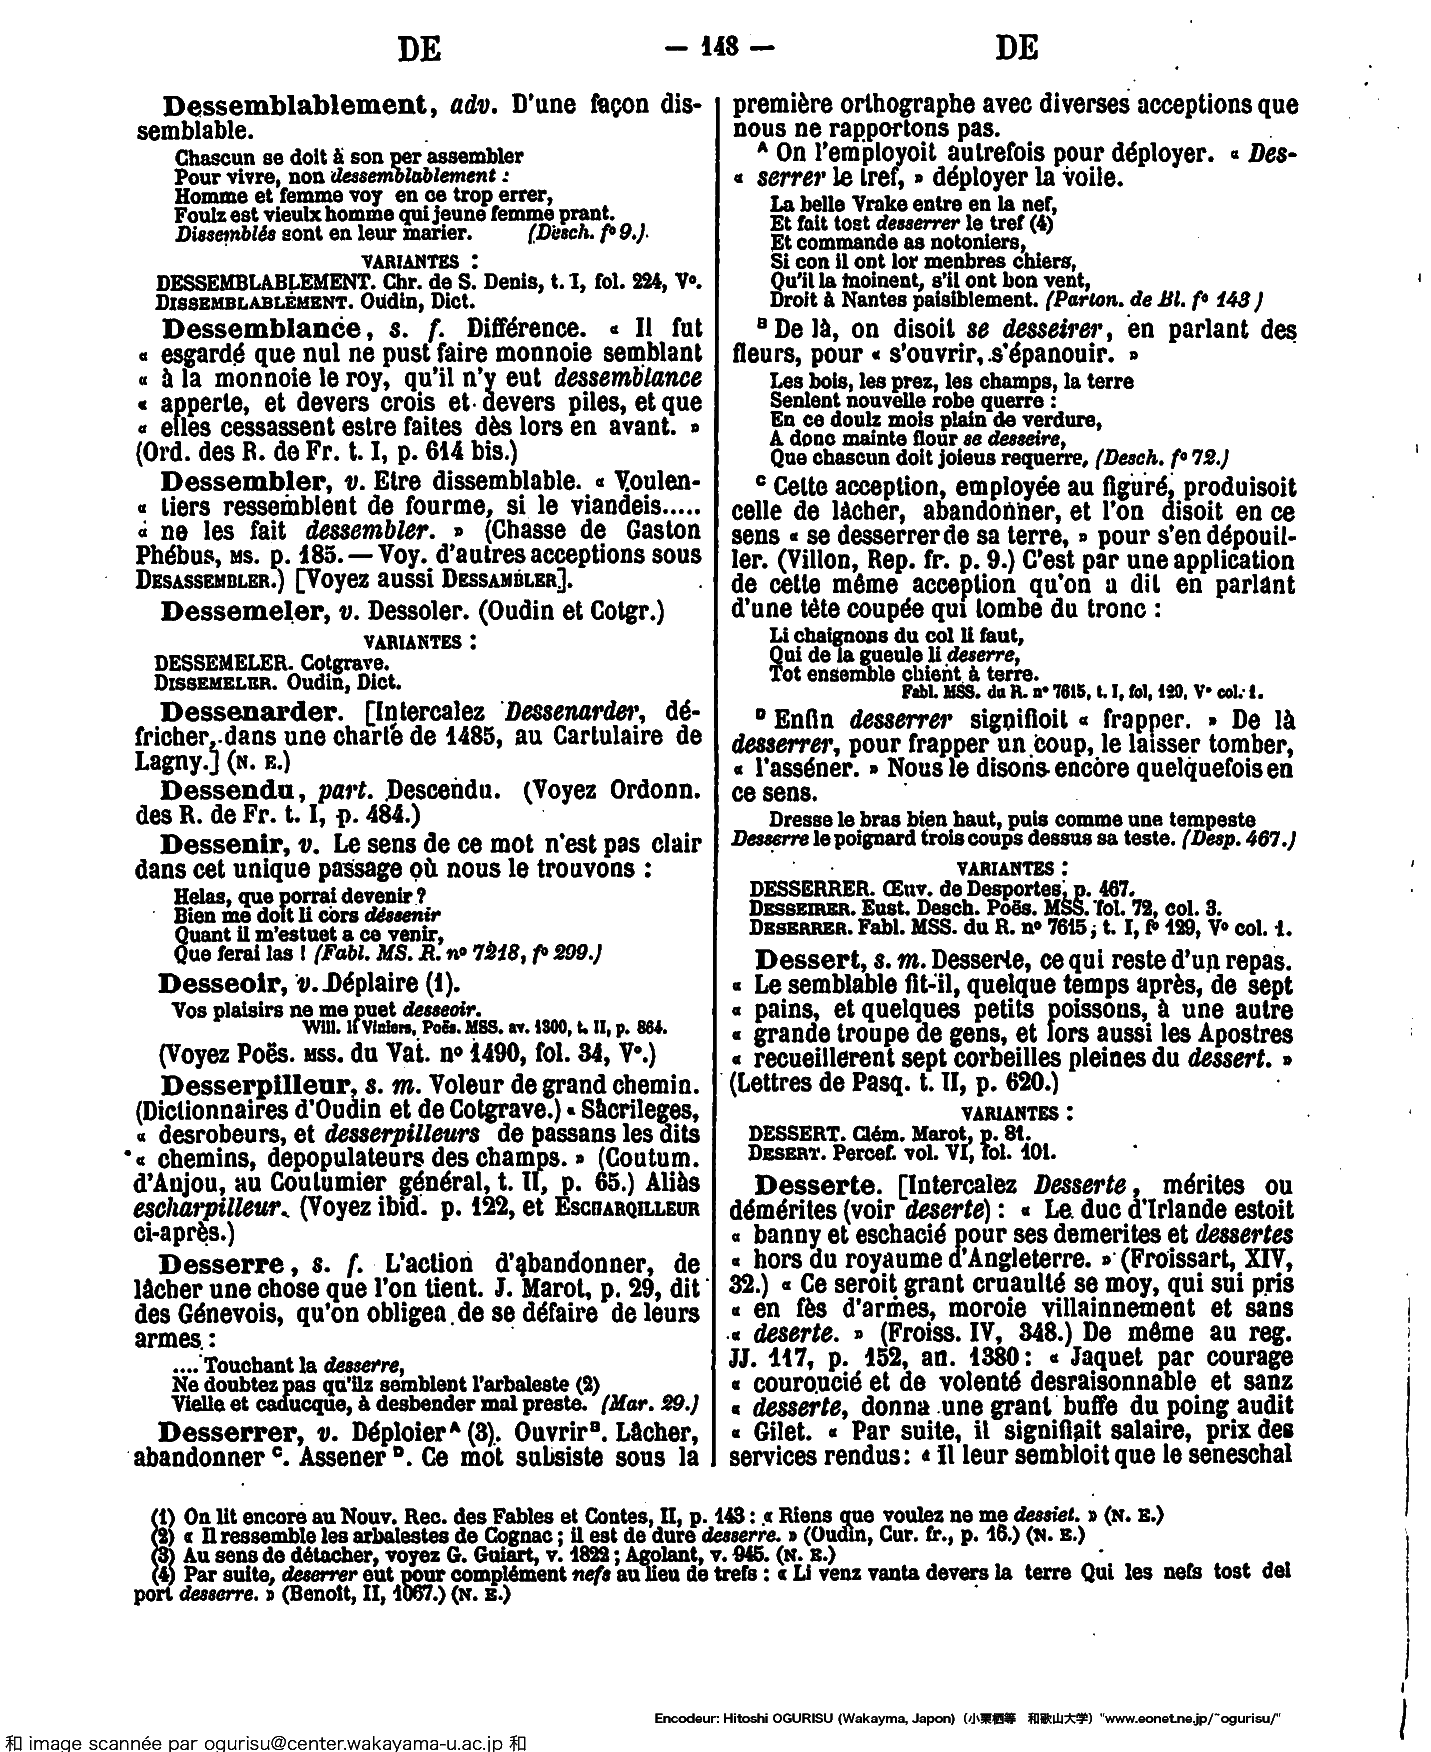 DE — 148 — DE
Dessemblablement, adv. D'une façon dis-
semblable.
Chascun se doit à son per assembler
Pour vivre, non dessemblablement :
Homme et femme voy en ce trop errer,
Foulz est vieulx homme qui jeune femme prant.
Dissemblés sont en leur marier. (Desch. f° 9.)
VARIANTES :
DESSEMBLABLEMENT. Chr. de S. Denis, t. I, fol. 224, V°.
DISSEMBLABLEMENT. Oudin, Dict.
Dessemblance, s. f. Différence. « Il fut
« esgardé que nul ne pust faire monnoie semblant
« à la monnoie le roy, qu'il n'y eut dessemblance
« apperte, et devers crois et devers piles, et que
« elles cessassent estre faites dès lors en avant. »
(Ord. des R. de Fr. t. I, p. 614 bis.)
Dessembler, v. Etre dissemblable. « Voulen-
« tiers ressemblent de fourme, si le viandeis.....
« ne les fait dessembler. » (Chasse de Gaston
Phébus, MS. p. 185. — Voy. d'autres acceptions sous
DESASSEMBLER.) [Voyez aussi DESSAMBLER].
Dessemeler, v. Dessoler. (Oudin et Cotgr.)
VARIANTES :
DESSEMELER. Cotgrave.
DISSEMELER. Oudin, Dict.
Dessenarder. [Intercalez Dessenarder, dé-
fricher, dans une charte de 1485, au Cartulaire de
Lagny.] (N. E.)
Dessendu, part. Descendu. (Voyez Ordonn.
des R. de Fr. t. I, p. 484.)
Dessenir, v. Le sens de ce mot n'est pas clair
dans cet unique passage où nous le trouvons :
Helas, que porrai devenir ?
Bien me doit li cors dessenir
Quant il m'estuet a ce venir,
Que ferai las ! (Fabl. MS. R. n° 7218, f° 299.)
Desseoir, v. Déplaire (1).
Vos plaisirs ne me puet desseoir.
Will. li Viniers, Poës. MSS. av. 1300, t. II, p. 864.
(Voyez Poës. MSS. du Vat. n° 1490, fol. 34, V°.)
Desserpilleur, s. m. Voleur de grand chemin.
(Dictionnaires d'Oudin et de Cotgrave.) « Sacrileges,
« desrobeurs, et desserpilleurs de passans les dits
« chemins, depopulateurs des champs. » (Coutum.
d'Anjou, au Coutumier général, t. II, p. 65.) Aliàs
escharpilleur. (Voyez ibid. p. 122, et ESCHARQILLEUR
ci-après.)
Desserre, s. f. L'action d'abandonner, de
lâcher une chose que l'on tient. J. Marot, p. 29, dit
des Génevois, qu'on obligea de se défaire de leurs
armes :
.... Touchant la desserre,
Ne doubtez pas qu'ilz semblent l'arbaleste (2)
Vielle et caducque, à desbender mal preste. (Mar. 29.)
Desserrer, v. Déploier A (3). Ouvrir B. Lâcher,
abandonner C. Assener D. Ce mot subsiste sous la
première orthographe avec diverses acceptions que
nous ne rapportons pas.
A On l'employoit autrefois pour déployer. « Des-
« serrer le tref, » déployer la voile.
La belle Vrake entre en la nef,
Et fait tost desserrer le tref (4)
Et commande as notoniers,
Si con il ont lor menbres chiers,
Qu'il la moinent, s'il ont bon vent,
Droit à Nantes paisiblement. (Parton. de Bl. f° 143)
B De là, on disoit se desseirer, en parlant des
fleurs, pour « s'ouvrir, s'épanouir. »
Les bois, les prez, les champs, la terre
Sentent nouvelle robe querre :
En ce doulz mois plain de verdure,
A donc mainte flour se desseire,
Que chascun doit joieus requerre, (Desch. f° 72.)
C Cette acception, employée au figuré, produisoit
celle de lâcher, abandonner, et l'on disoit en ce
sens « se desserrer de sa terre, » pour s'en dépouil-
ler. (Villon, Rep. fr. p. 9.) C'est par une application
de cette même acception qu'on a dit en parlant
d'une tête coupée qui tombe du tronc :
Li chaignons du col li faut,
Qui de la gueule li deserre,
Tot ensemble chient à terre.
Fabl. MSS. du R. n° 7615, t. I, fol, 129, V° col. 1.
D Enfin desserrer signifioit « frapper. » De là
desserrer, pour frapper un coup, le laisser tomber,
« l'asséner. » Nous le disons encore quelquefois en
ce sens.
Dresse le bras bien haut, puis comme une tempeste
Desserre le poignard trois coups dessus sa teste. (Desp. 467.)
VARIANTES :
DESSERRER. Œuv. de Desportes, p. 467.
DESSEIRER. Eust. Desch. Poës. MSS. fol. 72, col. 3.
DESERRER. Fabl. MSS. du R. n° 7615, t. I, f° 129, V° col. 1.
Dessert, s. m. Desserte, ce qui reste d'un repas.
« Le semblable fit-il, quelque temps après, de sept
« pains, et quelques petits poissons, à une autre
« grande troupe de gens, et lors aussi les Apostres
« recueillerent sept corbeilles pleines du dessert. »
(Lettres de Pasq. t. II, p. 620.)
VARIANTES :
DESSERT. Clém. Marot, p. 81.
DESERT. Percef. vol. VI, fol. 101.
Desserte. [Intercalez Desserte, mérites ou
démérites (voir deserte) : « Le duc d'Irlande estoit
« banny et eschacié pour ses demerites et dessertes
« hors du royaume d'Angleterre. » (Froissart, XIV,
32.) « Ce seroit grant cruaulté se moy, qui sui pris
« en fès d'armes, moroie villainnement et sans
« deserte. » (Froiss. IV, 348.) De même au reg.
JJ. 117, p. 152, an. 1380 : « Jaquet par courage
« couroucié et de volenté desraisonnable et sanz
« desserte, donna une grant buffe du poing audit
« Gilet. « Par suite, il signifiait salaire, prix des
services rendus : « Il leur sembloit que le seneschal
(1) On lit encore au Nouv. Rec. des Fables et Contes, II, p. 143 : « Riens que voulez ne me dessiet. » (N. E.)
(2) « Il ressemble les arbalestes de Cognac ; il est de dure desserre. » (Oudin, Cur. fr., p. 16.) (N. E.)
(3) Au sens de détacher, voyez G. Guiart, v. 1822 ; Agolant, v. 945. (N. E.)
(4) Par suite, deserrer eut pour complément nefs au lieu de trefs : « Li venz vanta devers la terre Qui les nefs tost del
port desserre. » (Benoît, II, 1067.) (N. E.)
Encodeur: Hitoshi OGURISU (Wakayma, Japon) (小栗栖等 和歌山大学) "www.eonet.ne.jp/~ogurisu/"
和 image scannée par ogurisu@center.wakayama-u.ac.jp 和